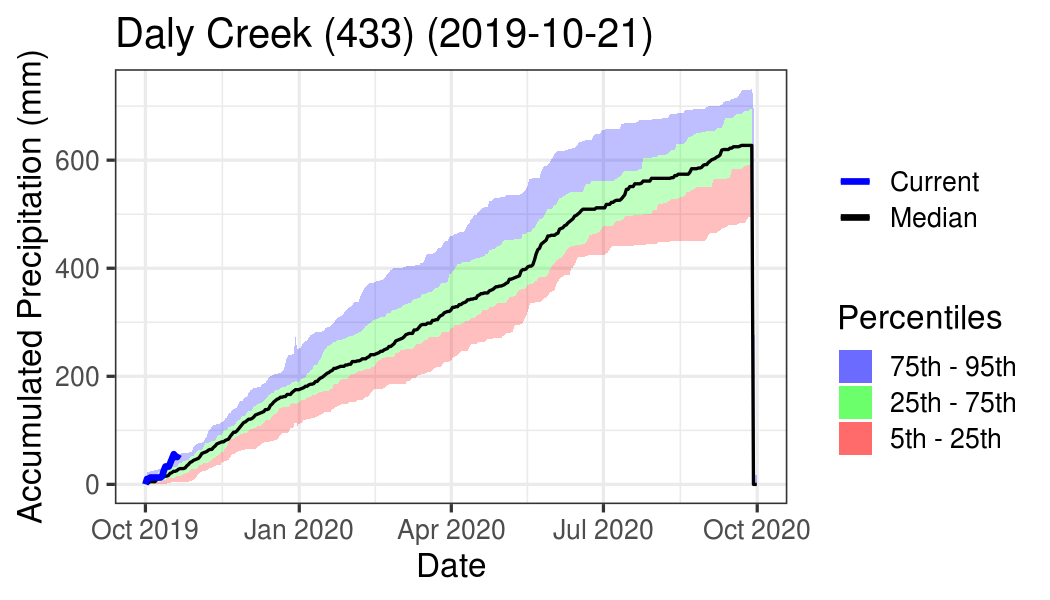 Daly Creek (433) (2019-10-21)
Accumulated Precipitation (mm)
600
400
200
0
Oct 2019 Jan 2020 Apr 2020 Jul 2020 Oct 2020
Date
Current
Median
Percentiles
75th - 95th
25th - 75th
5th - 25th